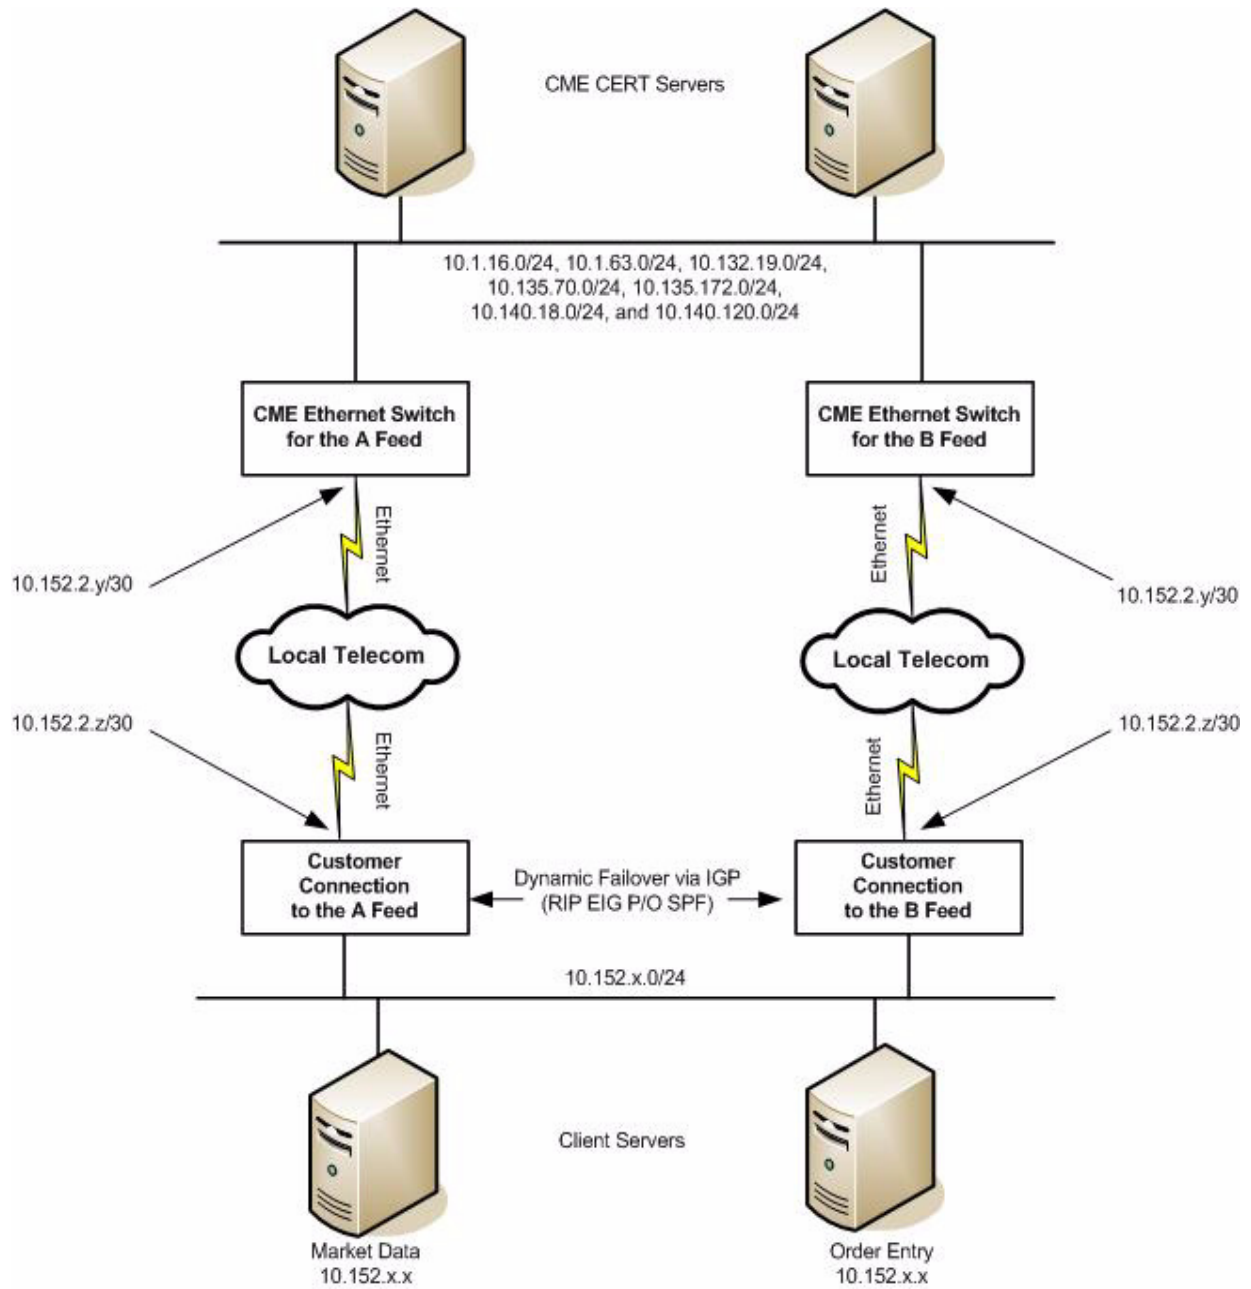 CME CERT Servers
10.1.16.0/24, 10.1.63.0/24, 10.132.19.0/24,
10.135.70.0/24, 10.135.172.0/24,
10.140.18.0/24, and 10.140.120.0/24
CME Ethernet Switch
for the A Feed
CME Ethernet Switch
for the B Feed
Ethernet
Ethernet
10.152.2.y/30
10.152.2.y/30
Local Telecom
Local Telecom
10.152.2.z/30
10.152.2.z/30
Ethernet
Ethernet
Customer
Connection
to the A Feed
Dynamic Failover via IGP
(RIP EIG P/O SPF)
Customer
Connection
to the B Feed
10.152.x.0/24
Client Servers
Market Data
10.152.x.x
Order Entry
10.152.x.x